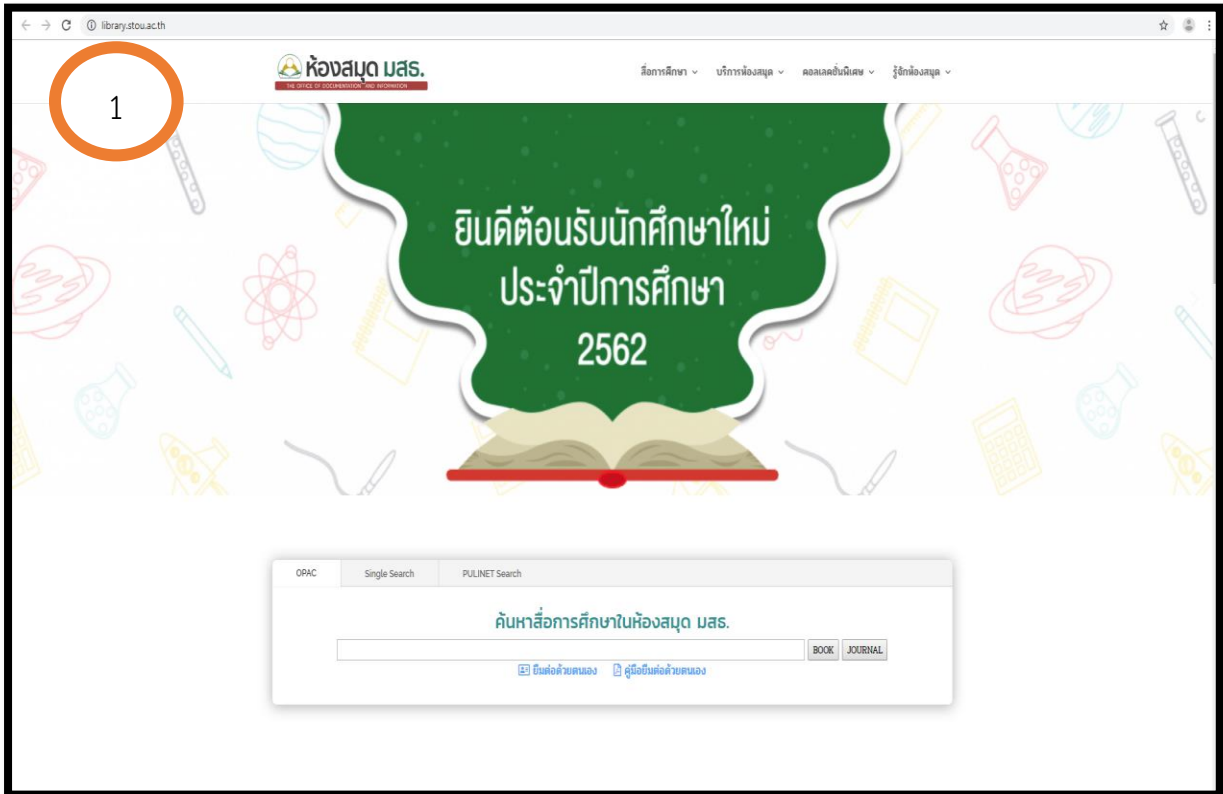 library.stou.ac.th
1
ห้องสมุด มสธ.
THE OFFICE OF DOCUMENTATION AND INFORMATION
สื่อการศึกษา บริการห้องสมุด คอลเลคชั่นพิเศษ รู้จักห้องสมุด
ยินดีต้อนรับนักศึกษาใหม่
ประจำปีการศึกษา
2562
OPAC Single Search PULINET Search
ค้นหาสื่อการศึกษาในห้องสมุด มสธ.
BOOK JOURNAL
ยืมต่อด้วยตนเอง คู่มือยืมต่อด้วยตนเอง